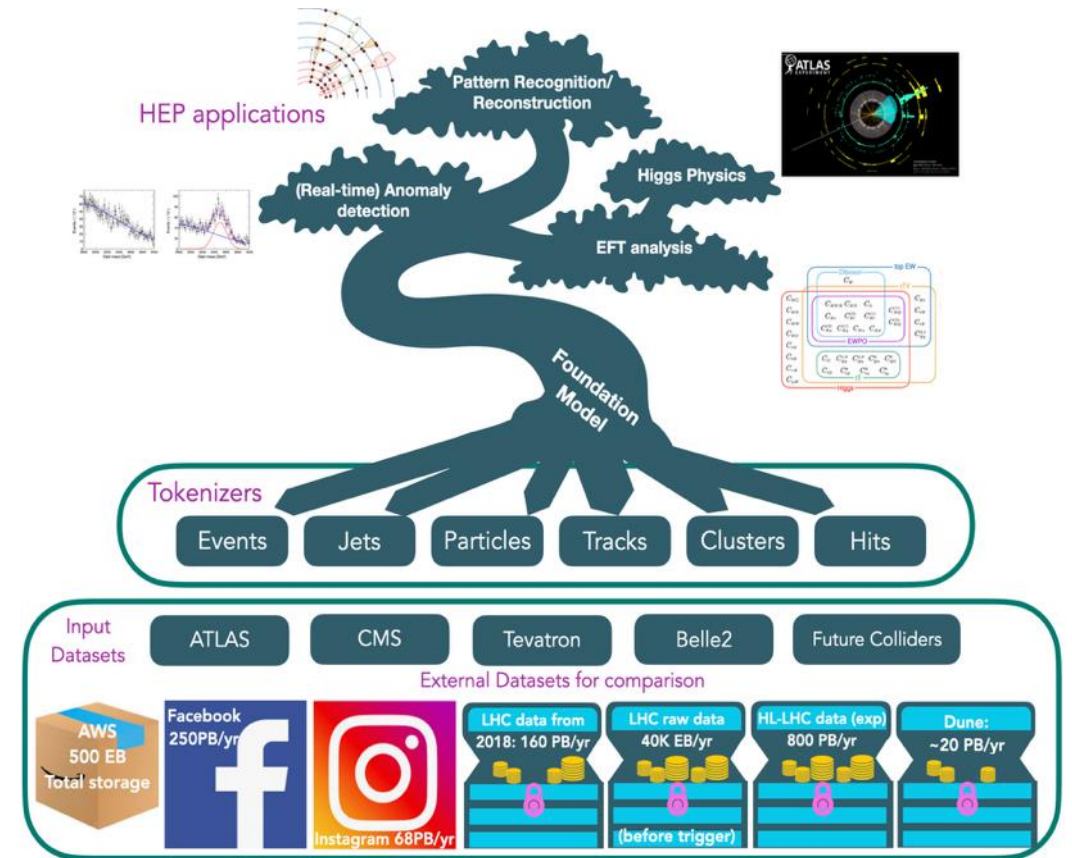 HEP applications
Pattern Recognition/
Reconstruction
ATLAS
EXPERIMENT
(Real-time) Anomaly
detection
Higgs Physics
EFT analysis
top EW
EWPO
Foundation
Model
Tokenizers
Events
Jets
Particles
Tracks
Clusters
Hits
Input
Datasets
ATLAS
CMS
Tevatron
Belle2
Future Colliders
External Datasets for comparison
AWS
500 EB
Total storage
Facebook
250PB/yr
Instagram 68PB/yr
LHC data from
2018: 160 PB/yr
LHC raw data
40K EB/yr
(before trigger)
HL-LHC data (exp)
800 PB/yr
Dune:
~20 PB/yr